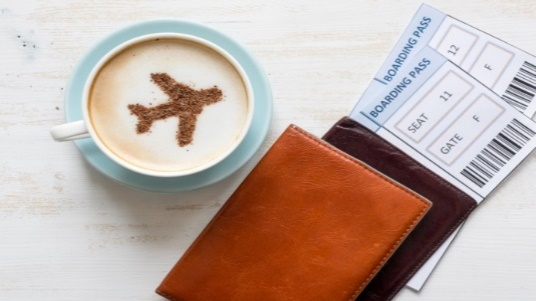 BOARDING PASS
12
F
BOARDING PASS
SEAT 11
GATE F